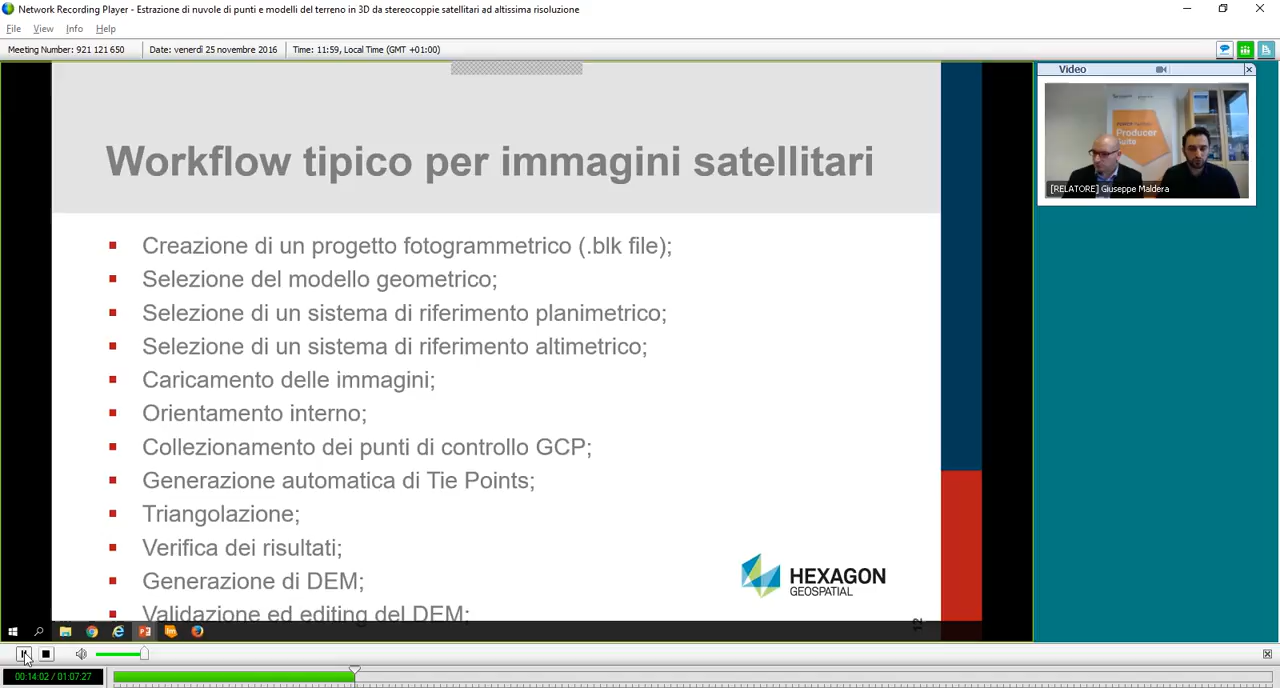 Network Recording Player - Estrazione di nuvole di punti e modelli del terreno in 3D da stereocoppie satellitari ad altissima risoluzione
File View Info Help
Meeting Number: 921 121 650 Date: venerdì 25 novembre 2016 Time: 11:59, Local Time (GMT +01:00)
Video
Producer
Suite
[RELATORE] Giuseppe Maldera
Workflow tipico per immagini satellitari
Creazione di un progetto fotogrammetrico (.blk file);
Selezione del modello geometrico;
Selezione di un sistema di riferimento planimetrico;
Selezione di un sistema di riferimento altimetrico;
Caricamento delle immagini;
Orientamento interno;
Collezionamento dei punti di controllo GCP;
Generazione automatica di Tie Points;
Triangolazione;
Verifica dei risultati;
Generazione di DEM;
Validazione ed editing del DEM;
HEXAGON
GEOSPATIAL
12
00:14:02 / 01:07:27